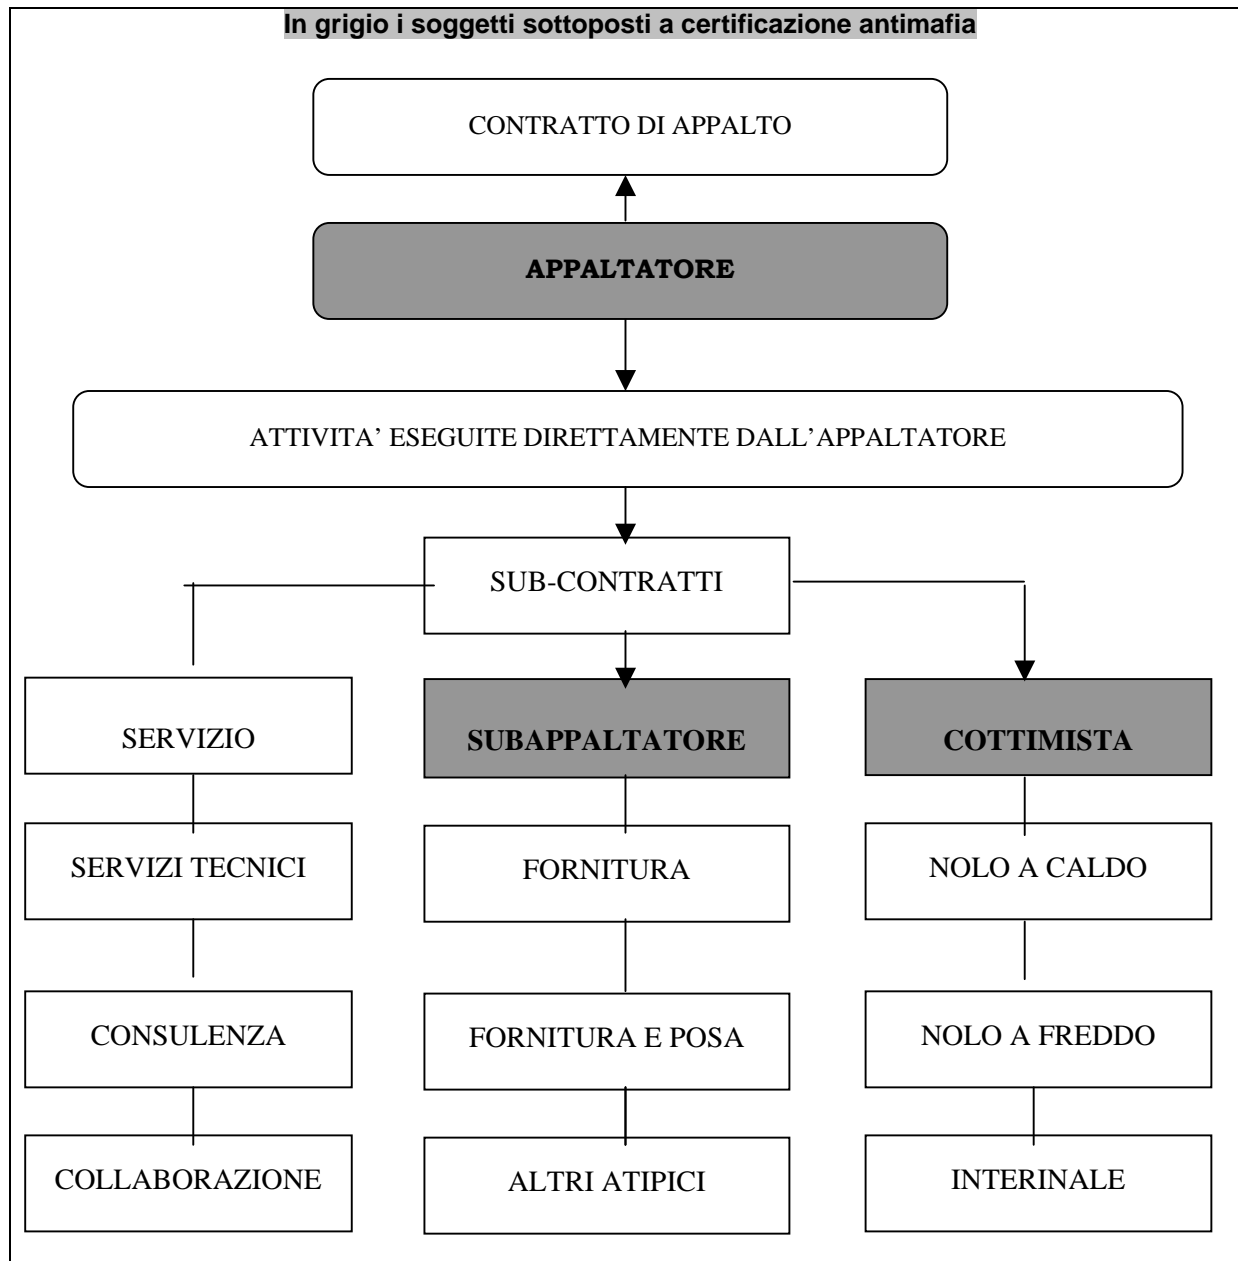 In grigio i soggetti sottoposti a certificazione antimafia
CONTRATTO DI APPALTO
APPALTATORE
ATTIVITA’ ESEGUITE DIRETTAMENTE DALL’APPALTATORE
SUB-CONTRATTI
SERVIZIO
SUBAPPALTATORE
COTTIMISTA
SERVIZI TECNICI
FORNITURA
NOLO A CALDO
CONSULENZA
FORNITURA E POSA
NOLO A FREDDO
COLLABORAZIONE
ALTRI ATIPICI
INTERINALE